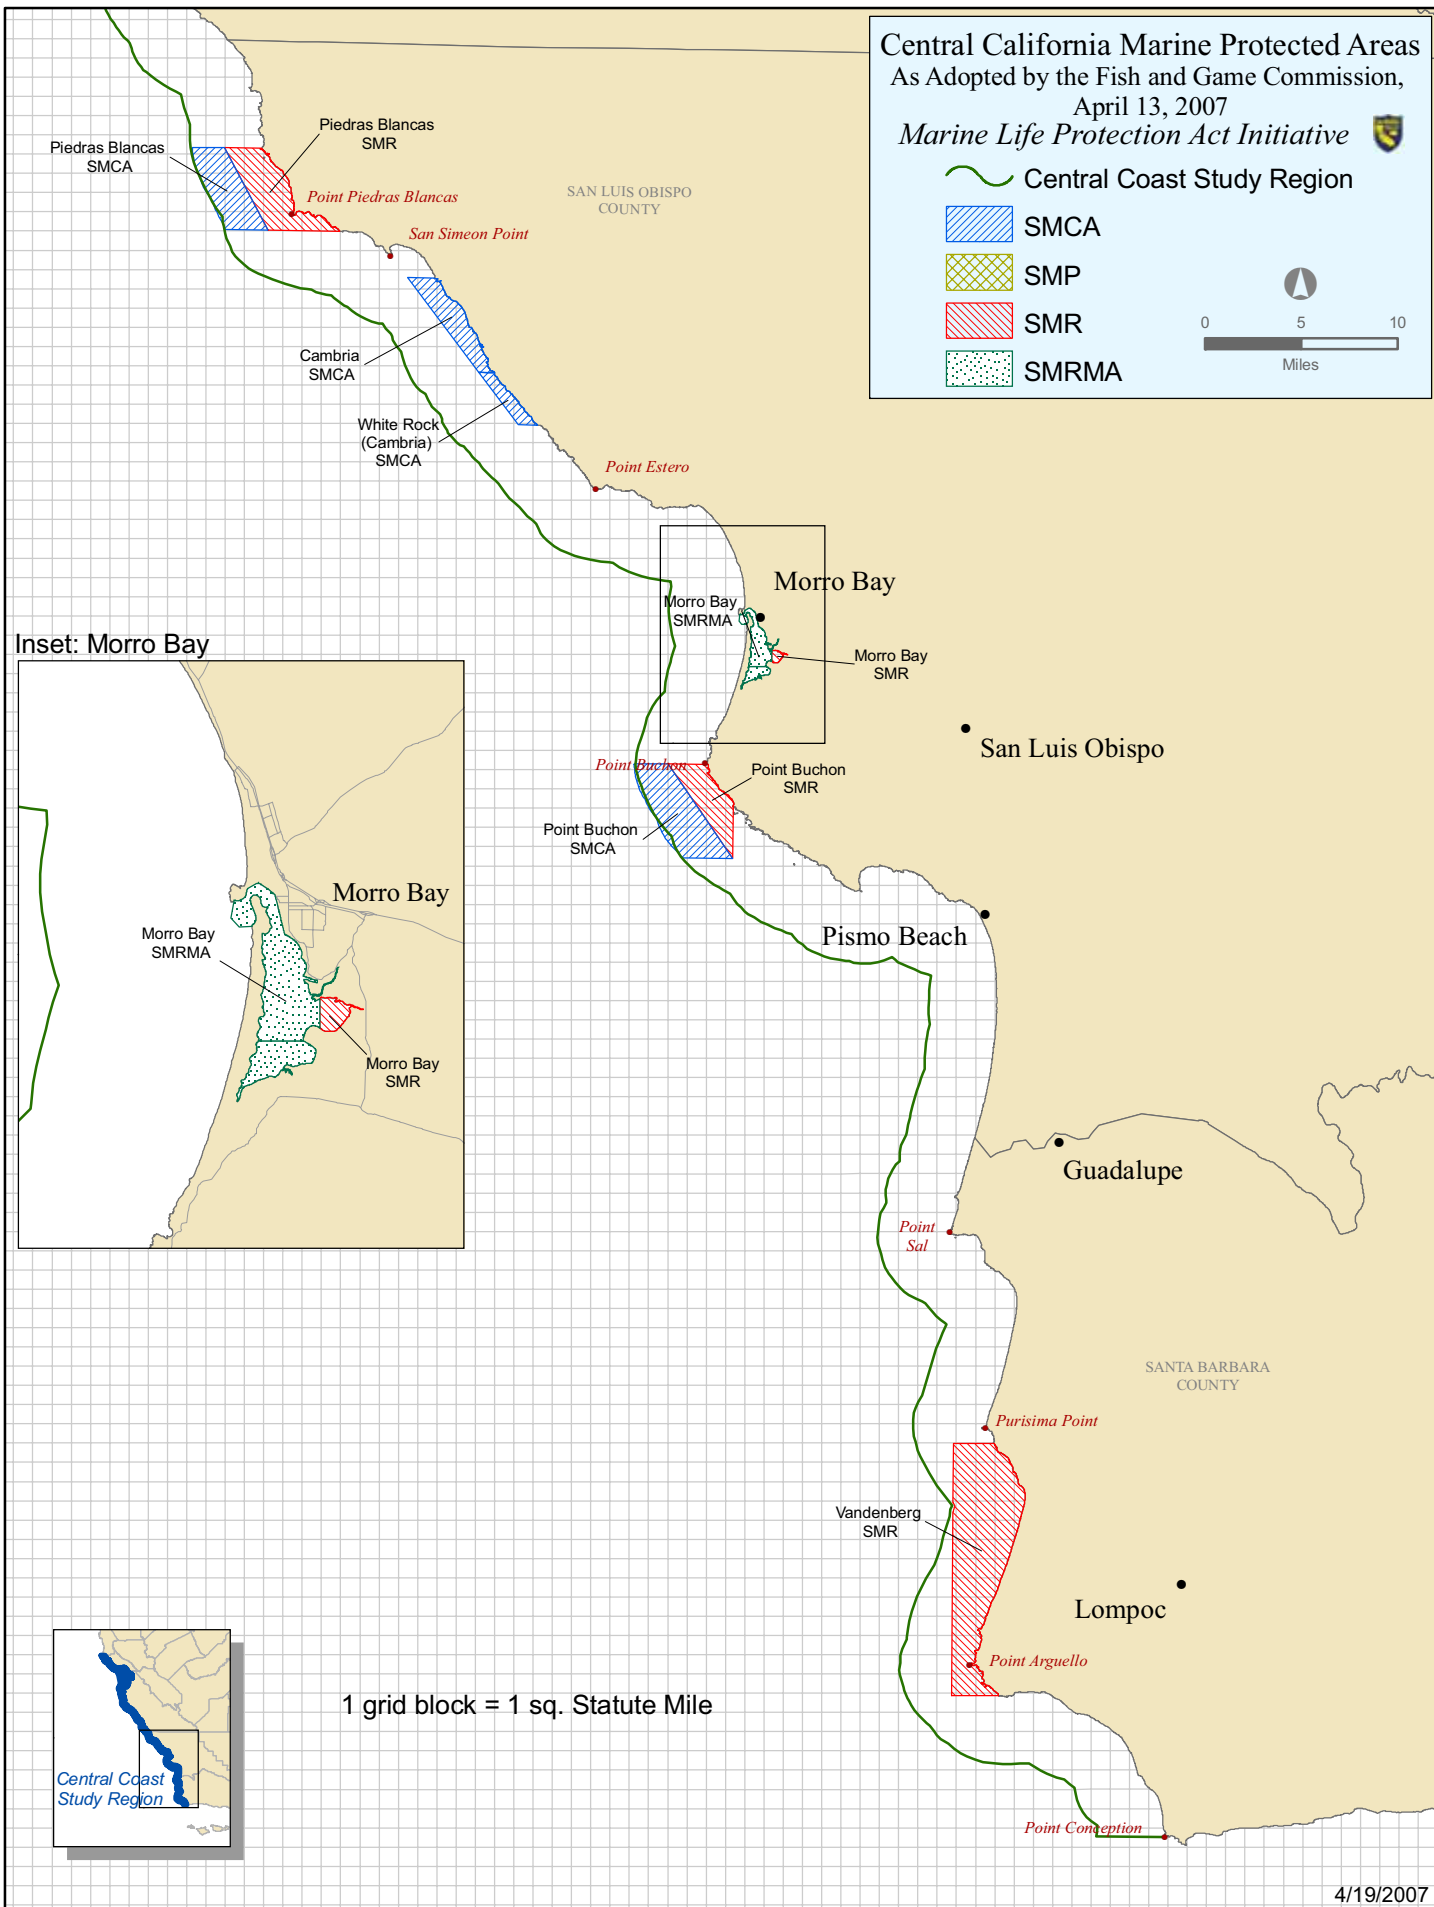 Central California Marine Protected Areas
As Adopted by the Fish and Game Commission,
April 13, 2007
Marine Life Protection Act Initiative
Central Coast Study Region
SMCA
SMP
SMR
SMRMA
0 5 10
Miles
Piedras Blancas
SMR
Piedras Blancas
SMCA
Point Piedras Blancas
SAN LUIS OBISPO
COUNTY
San Simeon Point
Cambria
SMCA
White Rock
(Cambria)
SMCA
Point Estero
Morro Bay
Morro Bay
SMRMA
Morro Bay
SMR
San Luis Obispo
Point Buchon
Point Buchon
SMR
Point Buchon
SMCA
Pismo Beach
Inset: Morro Bay
Morro Bay
Morro Bay
SMRMA
Morro Bay
SMR
Guadalupe
Point
Sal
SANTA BARBARA
COUNTY
Purisima Point
Vandenberg
SMR
Lompoc
Point Arguello
1 grid block = 1 sq. Statute Mile
Central Coast
Study Region
Point Conception
4/19/2007